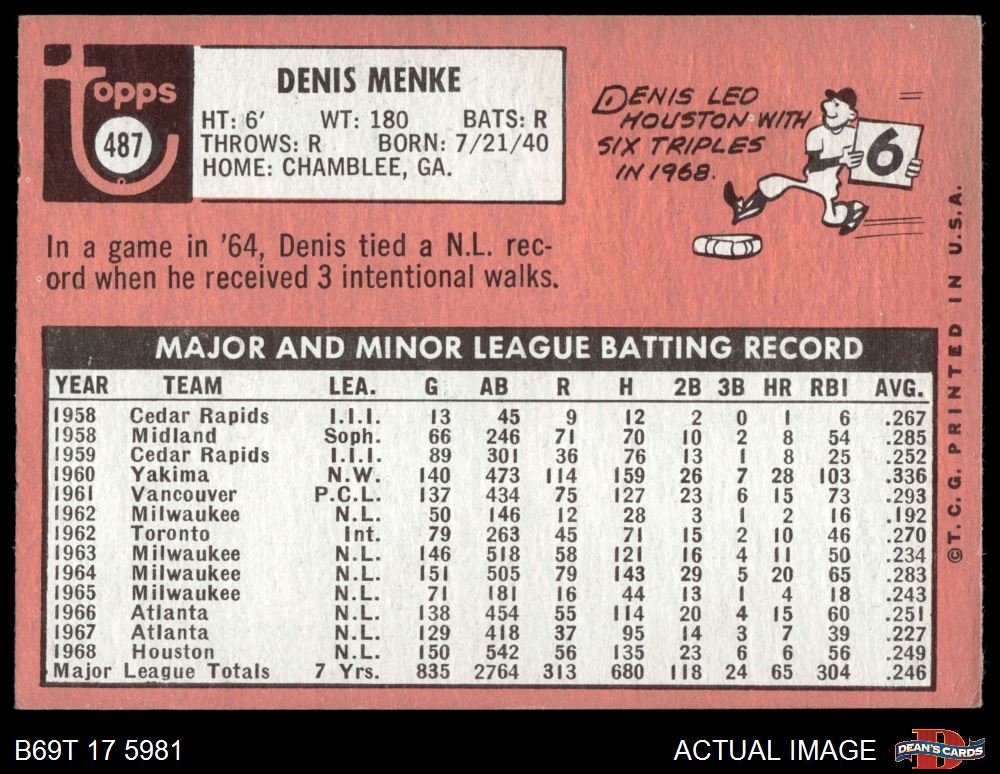 Topps
487
DENIS MENKE
HT: 6' WT: 180 BATS: R
THROWS: R BORN: 7/21/40
HOME: CHAMBLEE, GA.
DENIS LED
HOUSTON WITH
SIX TRIPLES
IN 1968.
6
In a game in '64, Denis tied a N.L. rec-
ord when he received 3 intentional walks.
MAJOR AND MINOR LEAGUE BATTING RECORD
YEAR TEAM LEA. G AB R H 2B 3B HR RBI AVG.
1958 Cedar Rapids I.I.I. 13 45 9 12 2 0 1 6 .267
1958 Midland Soph. 66 246 71 70 10 2 8 54 .285
1959 Cedar Rapids I.I.I. 89 301 36 76 13 1 8 25 .252
1960 Yakima N.W. 140 473 114 159 26 7 28 103 .336
1961 Vancouver P.C.L. 137 434 75 127 23 6 15 73 .293
1962 Milwaukee N.L. 50 146 12 28 3 1 2 16 .192
1962 Toronto Int. 79 263 45 71 15 2 10 46 .270
1963 Milwaukee N.L. 146 518 58 121 16 4 11 50 .234
1964 Milwaukee N.L. 151 505 79 143 29 5 20 65 .283
1965 Milwaukee N.L. 71 181 16 44 13 1 4 18 .243
1966 Atlanta N.L. 138 454 55 114 20 4 15 60 .251
1967 Atlanta N.L. 129 418 37 95 14 3 7 39 .227
1968 Houston N.L. 150 542 56 135 23 6 6 56 .249
Major League Totals 7 Yrs. 835 2764 313 680 118 24 65 304 .246
©T. C. G. PRINTED IN U.S.A.
B69T 17 5981
ACTUAL IMAGE
D
DEAN'S CARDS